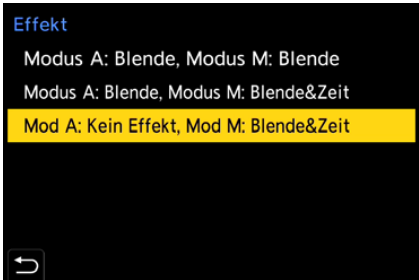 Effekt
Modus A: Blende, Modus M: Blende
Modus A: Blende, Modus M: Blende&Zeit
Mod A: Kein Effekt, Mod M: Blende&Zeit